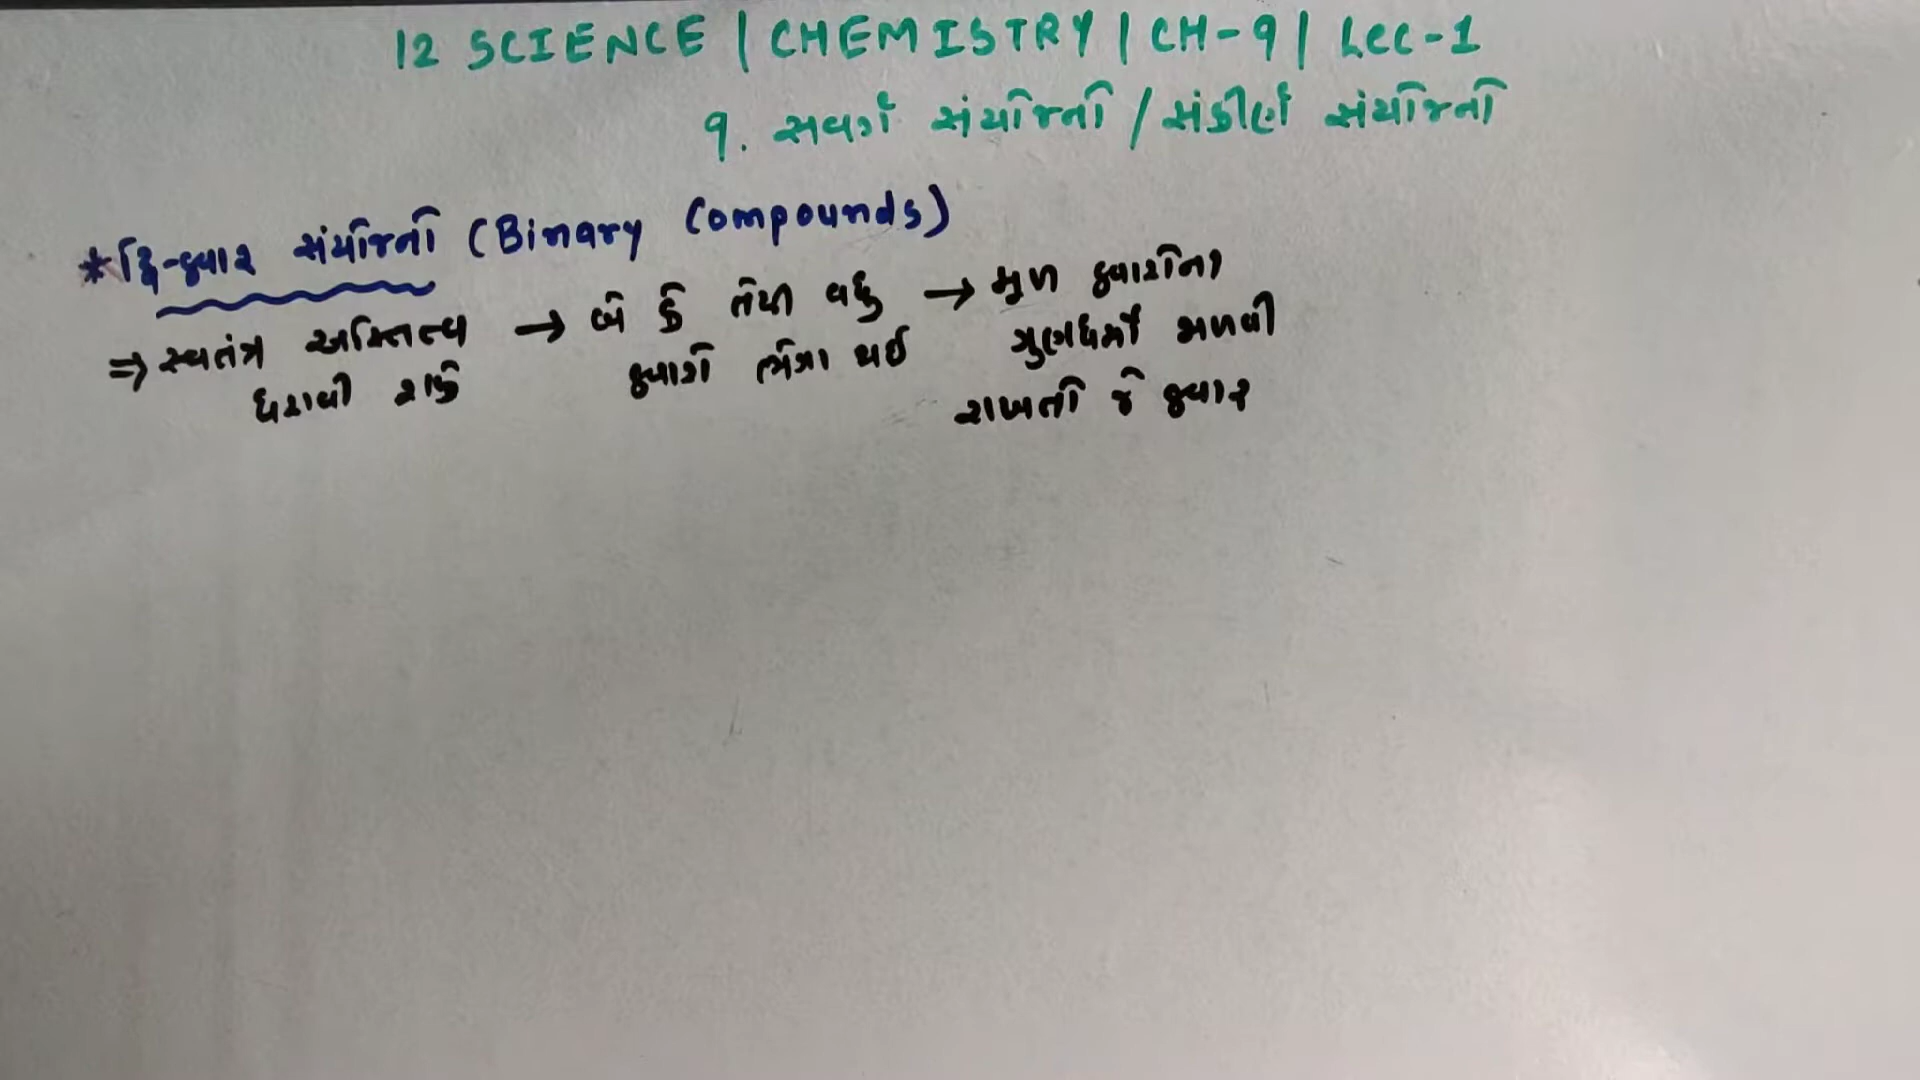 12 SCIENCE | CHEMISTRY | CH-9 | Lec-1
9. સવર્ગ સંયોજનો / સંકીર્ણ સંયોજનો
* દ્વિ-ક્ષાર સંયોજનો (Binary Compounds)
⇒ સ્વતંત્ર અસ્તિત્વ → બે કે તેથી વધુ → મુળ ક્ષારોના
ધરાવી શકે ક્ષારો ભેગા થઈ ગુણધર્મો જાળવી
રાખતો જે ક્ષાર